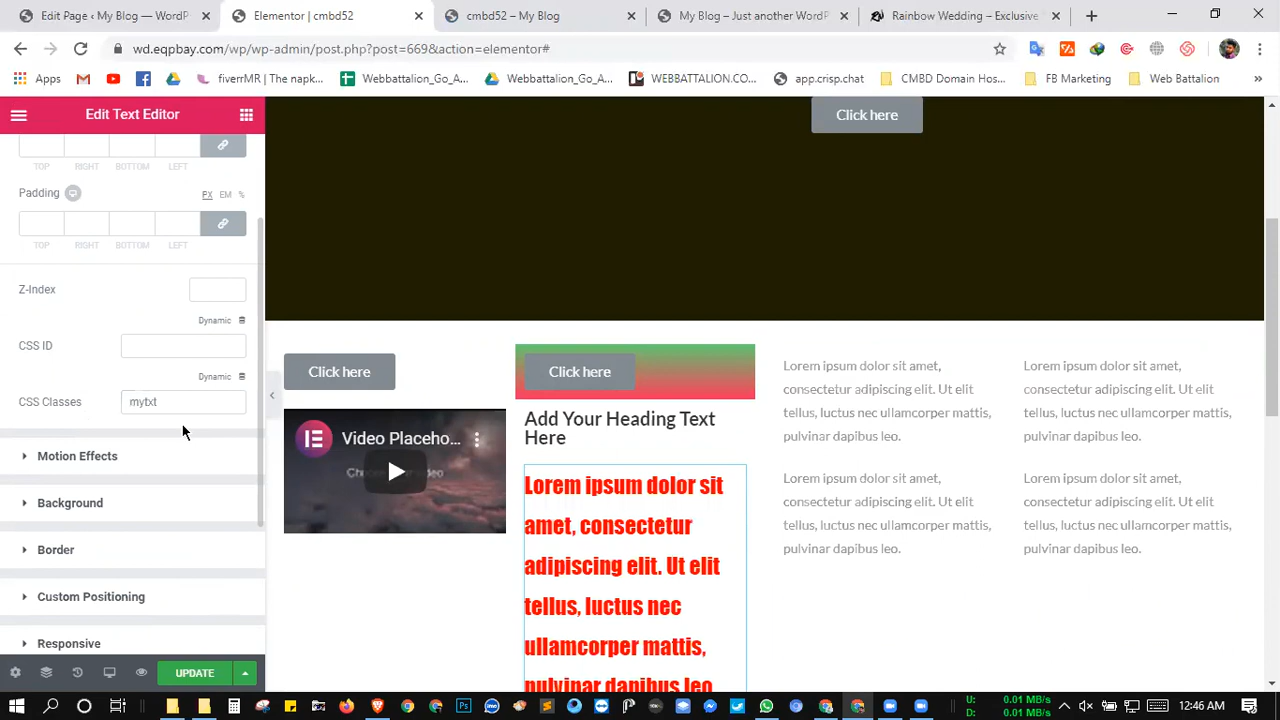 Edit Page ‹ My Blog — WordP
Elementor | cmbd52
cmbd52 – My Blog
My Blog – Just another WordP
Rainbow Wedding – Exclusive
wd.eqpbay.com/wp/wp-admin/post.php?post=669&action=elementor#
Apps
fiverrMR | The napk...
Webbattalion_Go_A...
Webbattalion_Go_A...
WEBBATTALION.CO...
app.crisp.chat
CMBD Domain Hos...
FB Marketing
Web Battalion
»
Edit Text Editor
TOP RIGHT BOTTOM LEFT
Padding
PX EM %
TOP RIGHT BOTTOM LEFT
Z-Index
Dynamic
CSS ID
Dynamic
CSS Classes
mytxt
Motion Effects
Background
Border
Custom Positioning
Responsive
UPDATE
Click here
Click here
Video Placeho...
Click here
Add Your Heading Text
Here
Lorem ipsum dolor sit
amet, consectetur
adipiscing elit. Ut elit
tellus, luctus nec
ullamcorper mattis,
pulvinar dapibus leo.
Lorem ipsum dolor sit amet,
consectetur adipiscing elit. Ut elit
tellus, luctus nec ullamcorper mattis,
pulvinar dapibus leo.
Lorem ipsum dolor sit amet,
consectetur adipiscing elit. Ut elit
tellus, luctus nec ullamcorper mattis,
pulvinar dapibus leo.
Lorem ipsum dolor sit amet,
consectetur adipiscing elit. Ut elit
tellus, luctus nec ullamcorper mattis,
pulvinar dapibus leo.
Lorem ipsum dolor sit amet,
consectetur adipiscing elit. Ut elit
tellus, luctus nec ullamcorper mattis,
pulvinar dapibus leo.
U: 0.01 MB/s
D: 0.01 MB/s
12:46 AM